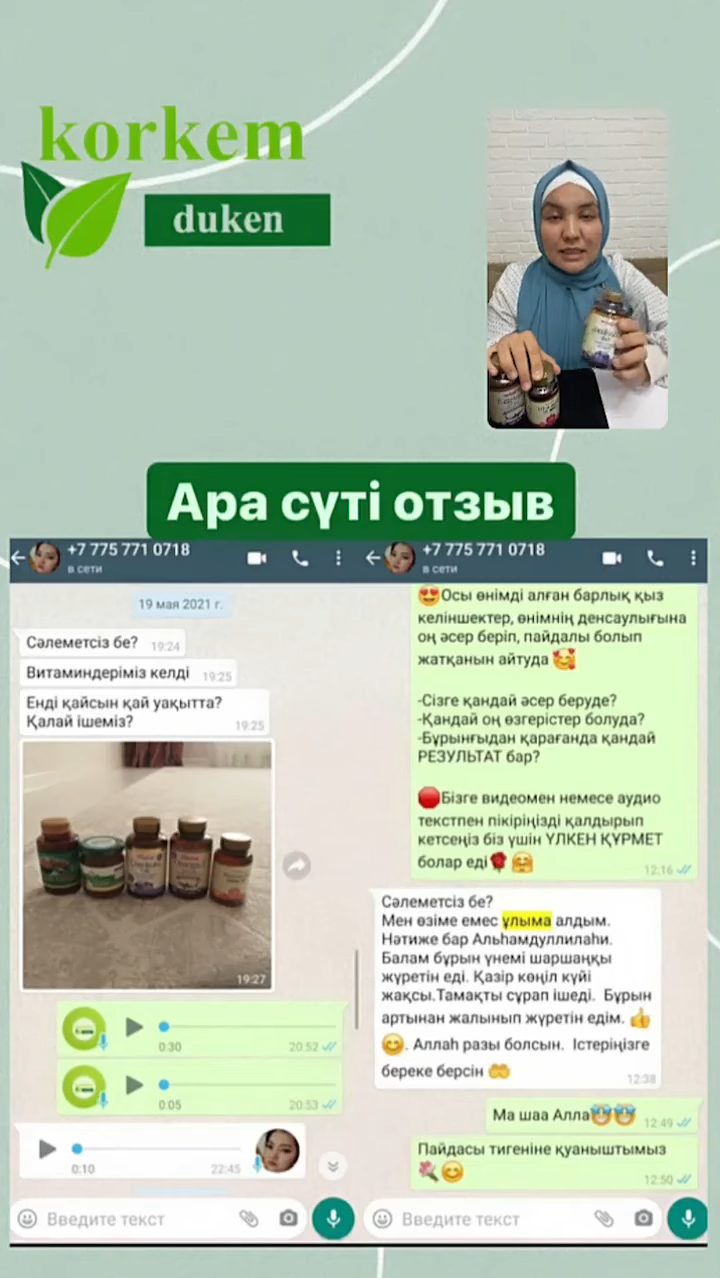 korkem
duken
Ара сүті отзыв
+7 775 771 0718
в сети
19 мая 2021 г.
Сәлеметсіз бе? 19:24
Витаминдеріміз келді 19:25
Енді қайсын қай уақытта?
Қалай ішеміз? 19:25
19:27
0:30 20:52
0:05 20:53
0:10 22:45
Введите текст
+7 775 771 0718
в сети
😍Осы өнімді алған барлық қыз
келіншектер, өнімнің денсаулығына
оң әсер беріп, пайдалы болып
жатқанын айтуда 🥰
-Сізге қандай әсер беруде?
-Қандай оң өзгерістер болуда?
-Бұрынғыдан қарағанда қандай
РЕЗУЛЬТАТ бар?
🛑Бізге видеомен немесе аудио
текстпен пікіріңізді қалдырып
кетсеңіз біз үшін ҮЛКЕН ҚҰРМЕТ
болар еді🌹🤗 12:16
Сәлеметсіз бе?
Мен өзіме емес ұлыма алдым.
Нәтиже бар Альһамдуллилаһи.
Балам бұрын үнемі шаршаңқы
жүретін еді. Қазір көңіл күйі
жақсы.Тамақты сұрап ішеді. Бұрын
артынан жалынып жүретін едім. 👍
😊. Аллаһ разы болсын. Істеріңізге
береке берсін 🤲 12:38
Ма шаа Алла🤩🤩 12:49
Пайдасы тигеніне қуаныштымыз
🌹😊 12:50
Введите текст